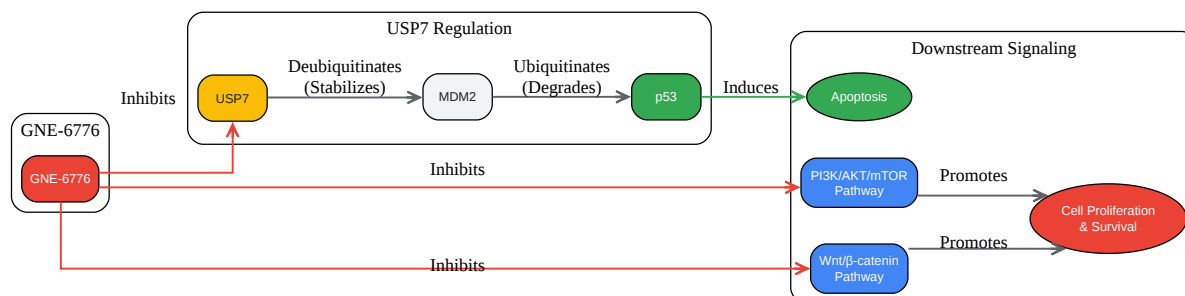 USP7 Regulation
Downstream Signaling
Deubiquitinates
(Stabilizes)
Ubiquitinates
(Degrades)
Induces
Inhibits
USP7
MDM2
p53
Apoptosis
GNE-6776
GNE-6776
Inhibits
PI3K/AKT/mTOR
Pathway
Promotes
Cell Proliferation
& Survival
Inhibits
Wnt/β-catenin
Pathway
Promotes